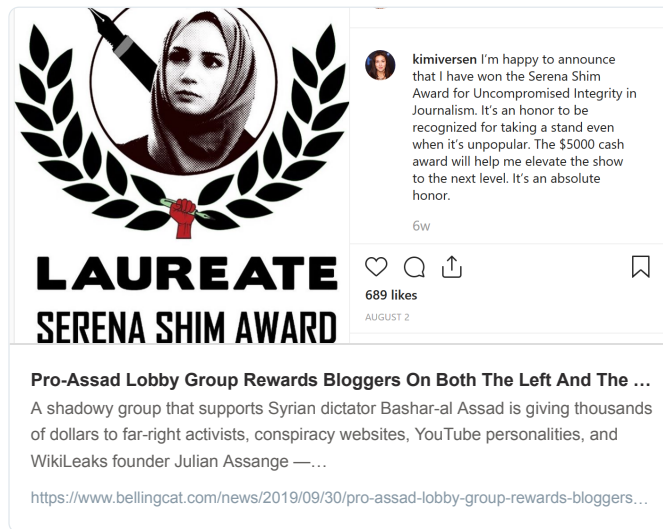 LAUREATE
SERENA SHIM AWARD
kimiversen I'm happy to announce
that I have won the Serena Shim
Award for Uncompromised Integrity in
Journalism. It's an honor to be
recognized for taking a stand even
when it's unpopular. The $5000 cash
award will help me elevate the show
to the next level. It's an absolute
honor.
6w
689 likes
AUGUST 2
Pro-Assad Lobby Group Rewards Bloggers On Both The Left And The ...
A shadowy group that supports Syrian dictator Bashar-al Assad is giving thousands
of dollars to far-right activists, conspiracy websites, YouTube personalities, and
WikiLeaks founder Julian Assange —...
https://www.bellingcat.com/news/2019/09/30/pro-assad-lobby-group-rewards-bloggers...